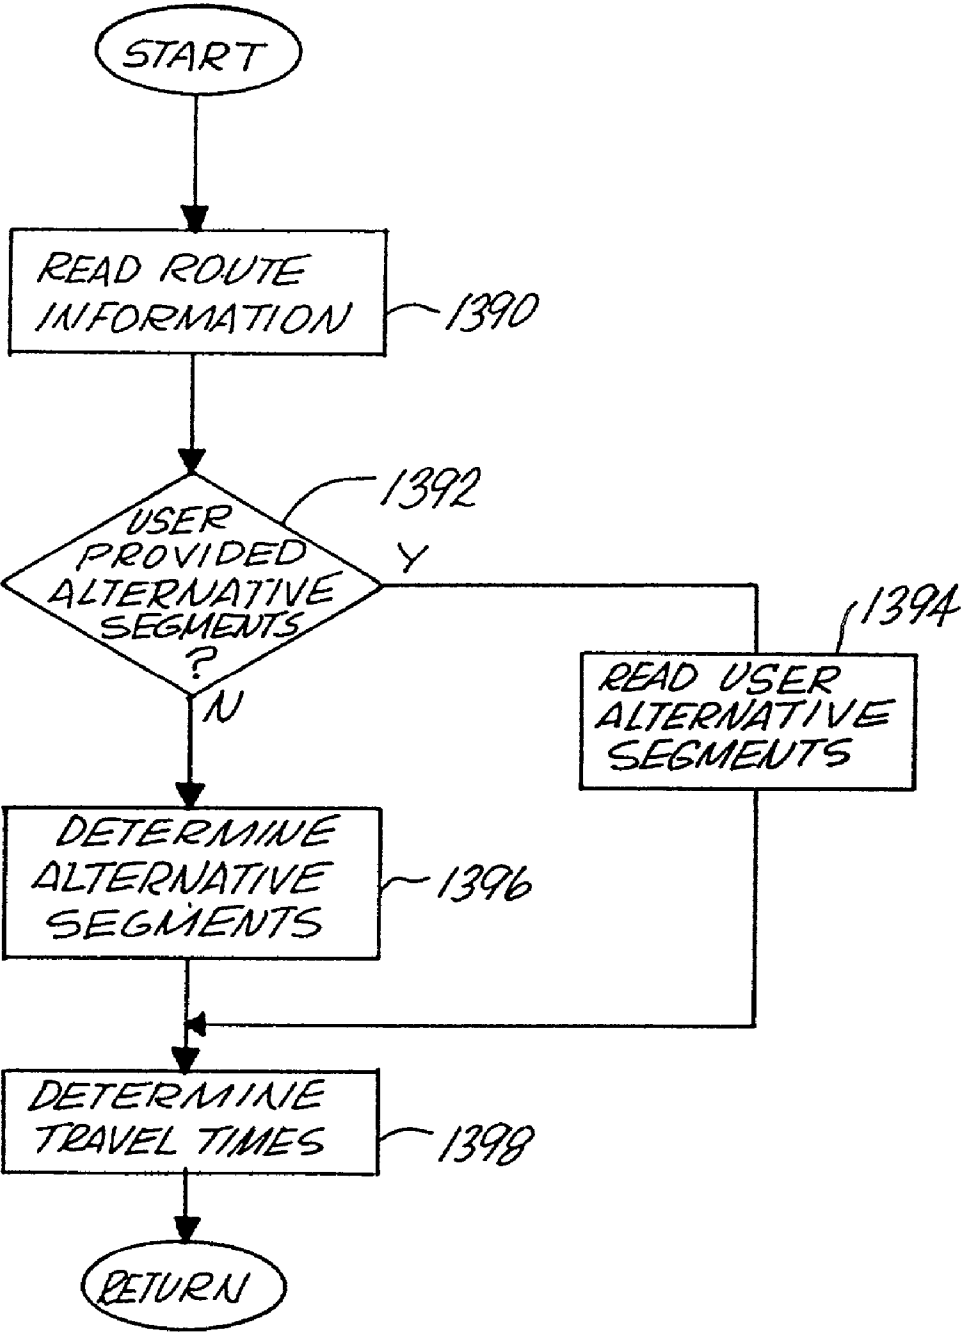 START
READ ROUTE
INFORMATION
1390
1392
USER
PROVIDED
ALTERNATIVE
SEGMENTS
?
Y
N
1394
READ USER
ALTERNATIVE
SEGMENTS
DETERMINE
ALTERNATIVE
SEGMENTS
1396
DETERMINE
TRAVEL TIMES
1398
RETURN